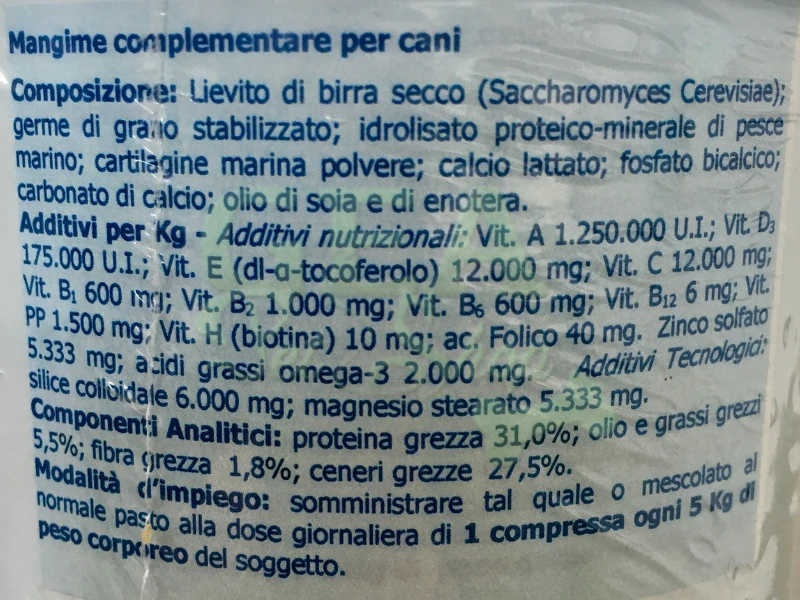 Mangime complementare per cani
Composizione: Lievito di birra secco (Saccharomyces Cerevisiae);
germe di grano stabilizzato; idrolisato proteico-minerale di pesce
marino; cartilagine marina polvere; calcio lattato; fosfato bicalcico;
carbonato di calcio; olio di soia e di enotera.
Additivi per Kg - Additivi nutrizionali: Vit. A 1.250.000 U.I.; Vit. D₃
175.000 U.I.; Vit. E (dl-α-tocoferolo) 12.000 mg; Vit. C 12.000 mg;
Vit. B₁ 600 mg; Vit. B₂ 1.000 mg; Vit. B₆ 600 mg; Vit. B₁₂ 6 mg; Vit.
PP 1.500 mg; Vit. H (biotina) 10 mg; ac. Folico 40 mg. Zinco solfato
5.333 mg; acidi grassi omega-3 2.000 mg. Additivi Tecnologici:
silice colloidale 6.000 mg; magnesio stearato 5.333 mg.
Componenti Analitici: proteina grezza 31,0%; olio e grassi grezzi
5,5%; fibra grezza 1,8%; ceneri grezze 27,5%.
Modalità d'impiego: somministrare tal quale o mescolato al
normale pasto alla dose giornaliera di 1 compressa ogni 5 Kg di
peso corporeo del soggetto.